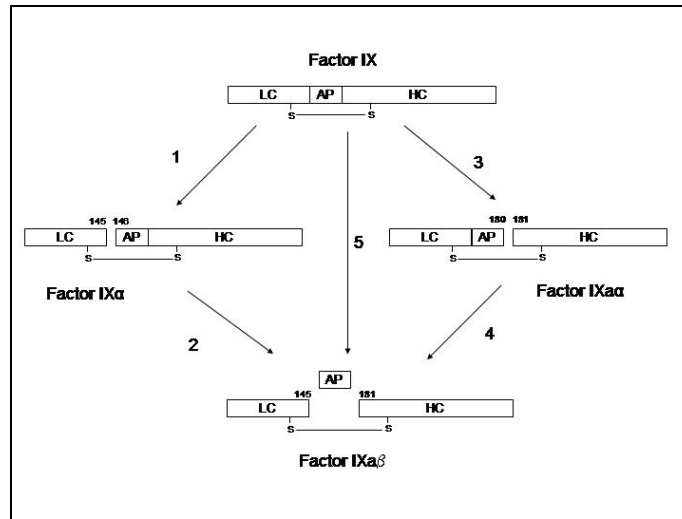 Factor IX
LC AP HC
S S
1 3
145 146 180 181
LC AP HC LC AP HC
S S S S
5
Factor IXα Factor IXaα
2 4
AP
145 181
LC HC
S S
Factor IXaβ